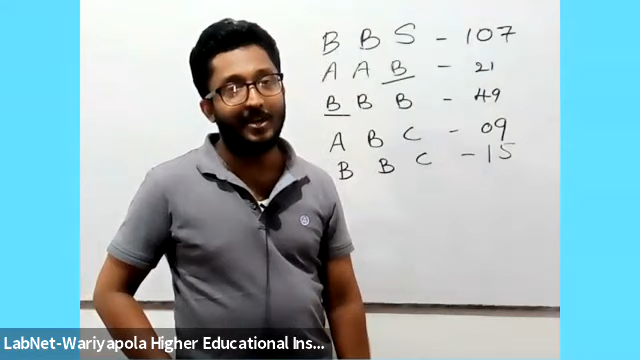 B B S - 107
A A B - 21
B B B - 49
A B C - 09
B B C - 15
LabNet-Wariyapola Higher Educational Ins...